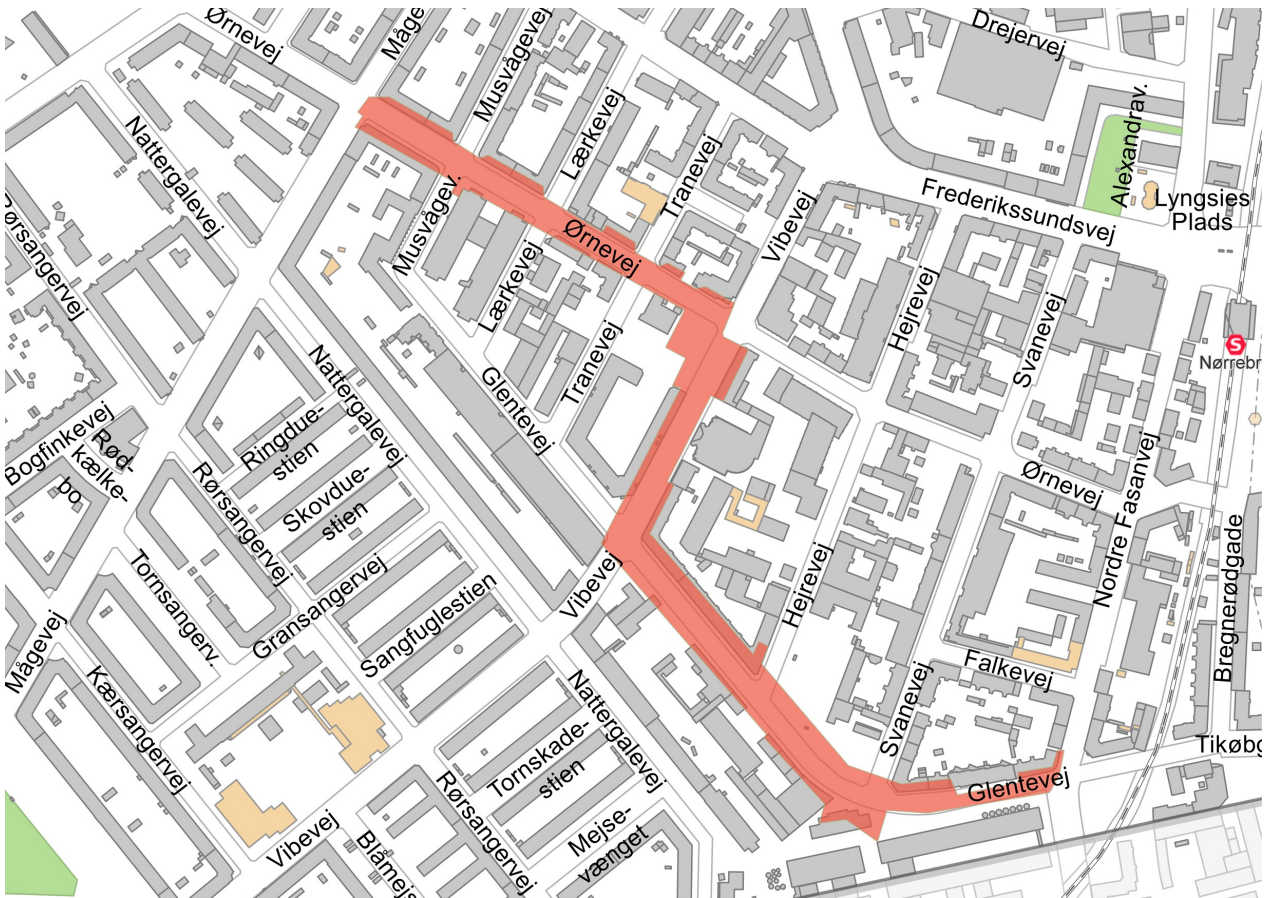 Ørnevej
Måge
Musvågevej
Drejervej
Nattergalevej
Lærkevej
Tranevej
Alexandrav.
Lyngsies
Plads
Frederikssundsvej
Vibevej
Musvågev.
Ørnevej
Rørsangervej
Lærkevej
Hejrevej
Svanevej
S
Nørrebr
Tranevej
Glentevej
Nattergalevej
Bogfinkevej
Rød-
kælke-
bo
Ringdue-
stien
Skovdue-
stien
Rørsangervej
Ørnevej
Nordre Fasanvej
Bregnerødgade
Tornsangerv.
Gransangervej
Sangfuglestien
Vibevej
Hejrevej
Mågevej
Kærsangervej
Falkevej
Svanevej
Nattergalevej
Tornskade-
stien
Rørsangervej
Mejse-
vænget
Vibevej
Blåmejs
Glentevej
Tikøbg